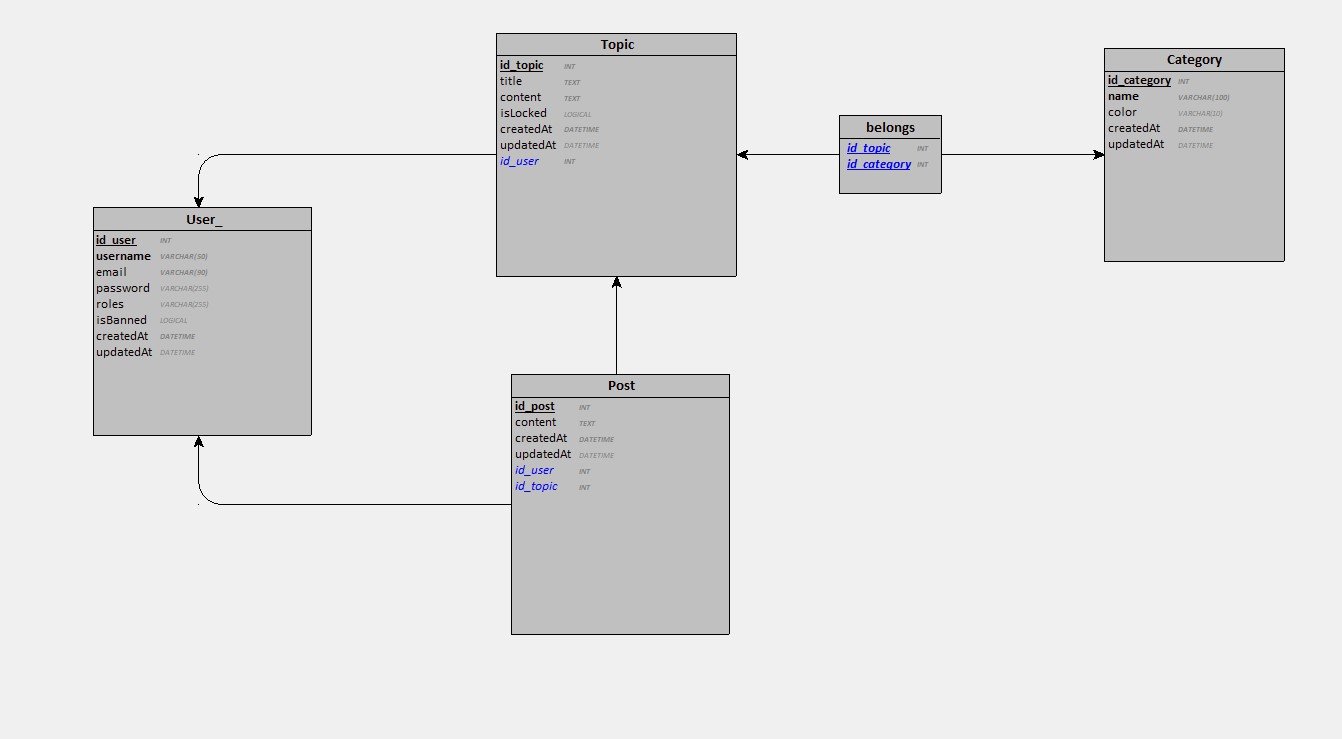 Topic
id_topic INT
title TEXT
content TEXT
isLocked LOGICAL
createdAt DATETIME
updatedAt DATETIME
id_user INT
Category
id_category INT
name VARCHAR(100)
color VARCHAR(10)
createdAt DATETIME
updatedAt DATETIME
belongs
id_topic INT
id_category INT
User_
id_user INT
username VARCHAR(50)
email VARCHAR(90)
password VARCHAR(255)
roles VARCHAR(255)
isBanned LOGICAL
createdAt DATETIME
updatedAt DATETIME
Post
id_post INT
content TEXT
createdAt DATETIME
updatedAt DATETIME
id_user INT
id_topic INT